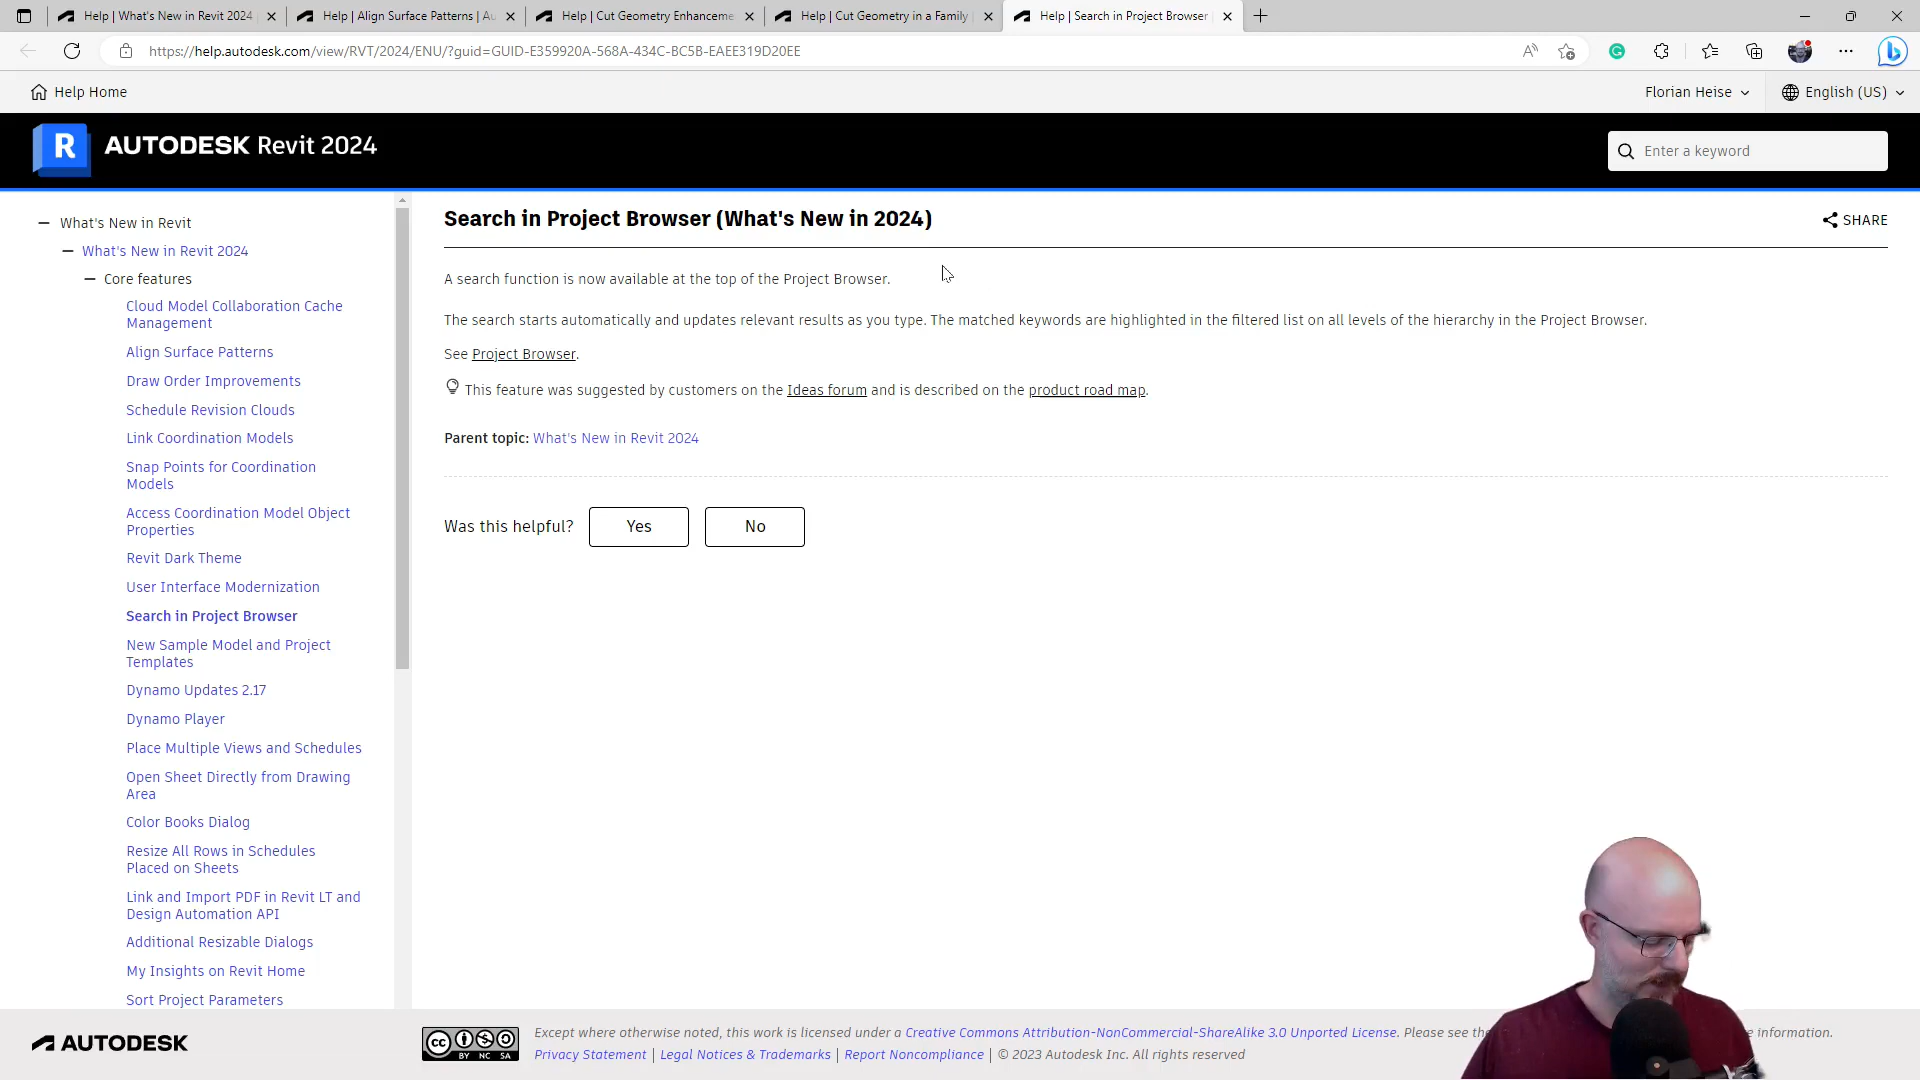 Help | What's New in Revit 2024
Help | Align Surface Patterns | Au
Help | Cut Geometry Enhanceme
Help | Cut Geometry in a Family
Help | Search in Project Browser
https://help.autodesk.com/view/RVT/2024/ENU/?guid=GUID-E359920A-568A-434C-BC5B-EAEE319D20EE
Help Home
Florian Heise
English (US)
R AUTODESK Revit 2024
Enter a keyword
What's New in Revit
What's New in Revit 2024
Core features
Cloud Model Collaboration Cache
Management
Align Surface Patterns
Draw Order Improvements
Schedule Revision Clouds
Link Coordination Models
Snap Points for Coordination
Models
Access Coordination Model Object
Properties
Revit Dark Theme
User Interface Modernization
Search in Project Browser
New Sample Model and Project
Templates
Dynamo Updates 2.17
Dynamo Player
Place Multiple Views and Schedules
Open Sheet Directly from Drawing
Area
Color Books Dialog
Resize All Rows in Schedules
Placed on Sheets
Link and Import PDF in Revit LT and
Design Automation API
Additional Resizable Dialogs
My Insights on Revit Home
Sort Project Parameters
Search in Project Browser (What's New in 2024)
SHARE
A search function is now available at the top of the Project Browser.
The search starts automatically and updates relevant results as you type. The matched keywords are highlighted in the filtered list on all levels of the hierarchy in the Project Browser.
See Project Browser.
This feature was suggested by customers on the Ideas forum and is described on the product road map.
Parent topic: What's New in Revit 2024
Was this helpful? Yes No
AUTODESK
CC BY NC SA
Except where otherwise noted, this work is licensed under a Creative Commons Attribution-NonCommercial-ShareAlike 3.0 Unported License. Please see the
e information.
Privacy Statement | Legal Notices & Trademarks | Report Noncompliance | © 2023 Autodesk Inc. All rights reserved